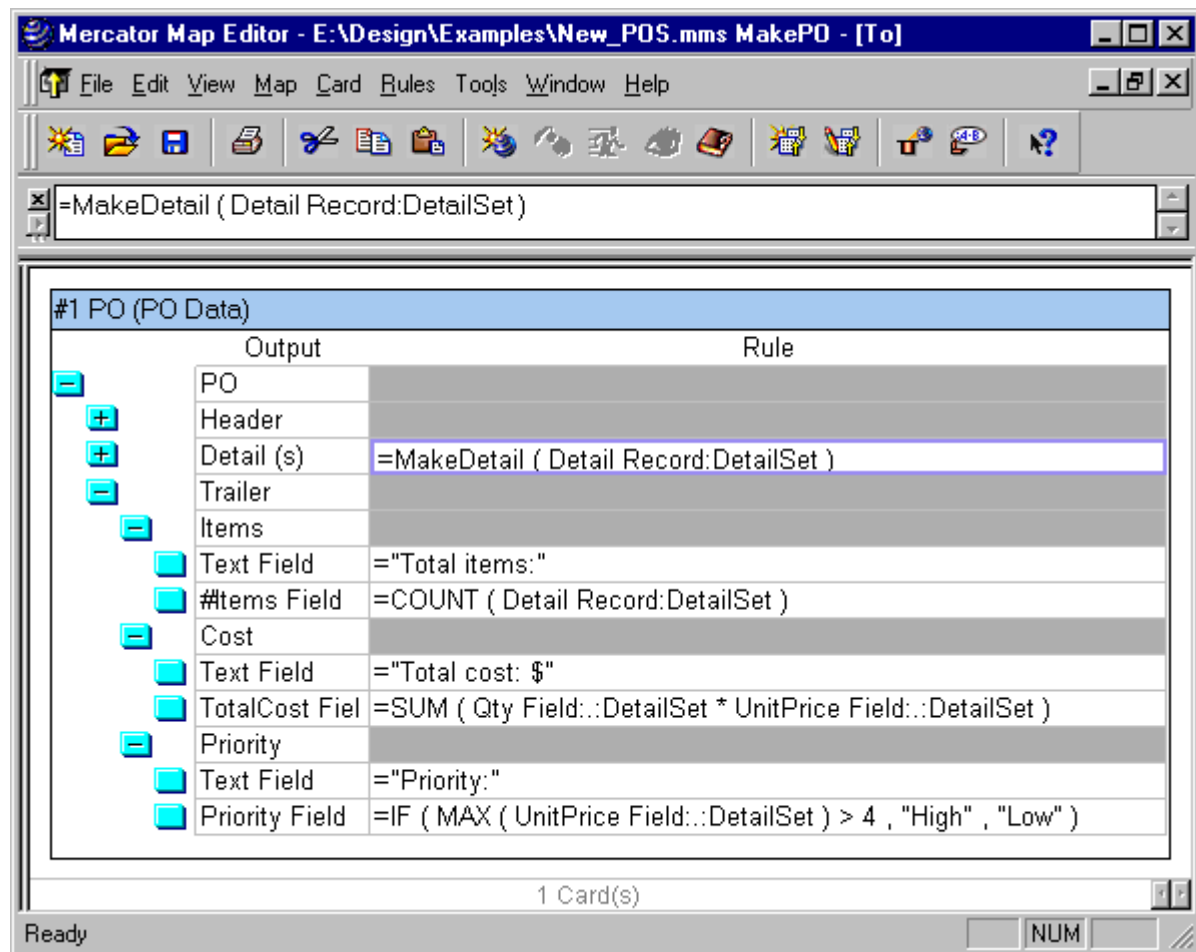 Mercator Map Editor - E:\Design\Examples\New_POS.mms MakePO - [To]
File Edit View Map Card Rules Tools Window Help
=MakeDetail ( Detail Record:DetailSet )
#1 PO (PO Data)
Output Rule
PO
Header
Detail (s) =MakeDetail ( Detail Record:DetailSet )
Trailer
Items
Text Field ="Total items:"
#Items Field =COUNT ( Detail Record:DetailSet )
Cost
Text Field ="Total cost: $"
TotalCost Fiel =SUM ( Qty Field:.:DetailSet * UnitPrice Field:.:DetailSet )
Priority
Text Field ="Priority:"
Priority Field =IF ( MAX ( UnitPrice Field:.:DetailSet ) > 4 , "High" , "Low" )
1 Card(s)
Ready NUM